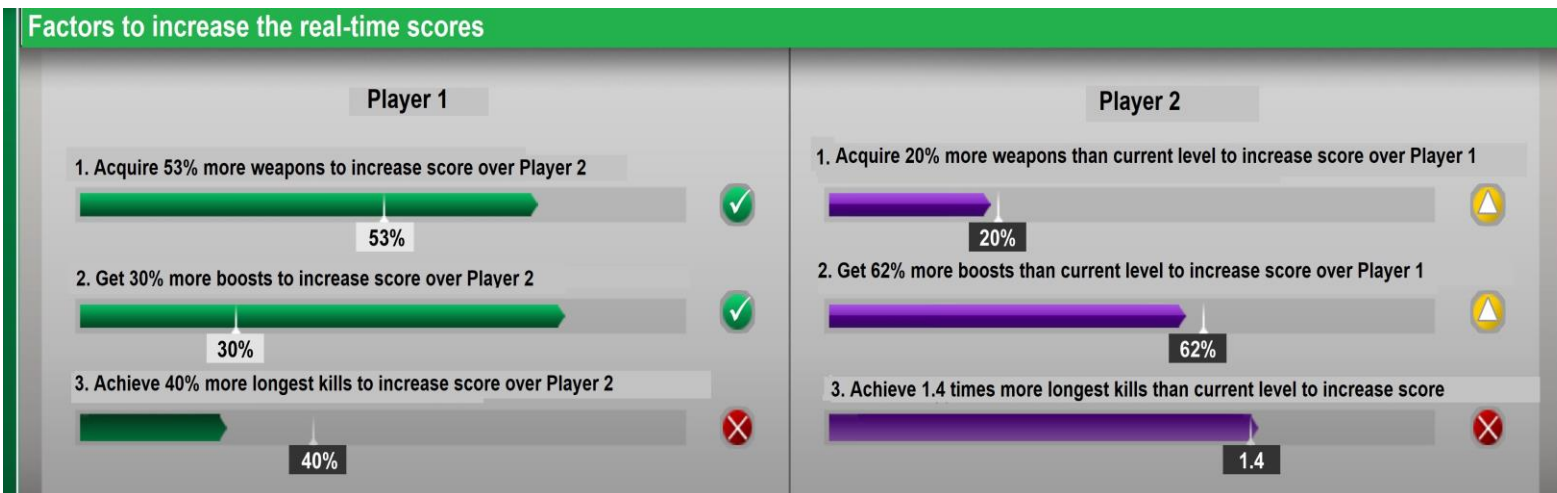 Factors to increase the real-time scores
Player 1
1. Acquire 53% more weapons to increase score over Player 2
53%
2. Get 30% more boosts to increase score over Player 2
30%
3. Achieve 40% more longest kills to increase score over Player 2
40%
Player 2
1. Acquire 20% more weapons than current level to increase score over Player 1
20%
2. Get 62% more boosts than current level to increase score over Player 1
62%
3. Achieve 1.4 times more longest kills than current level to increase score
1.4